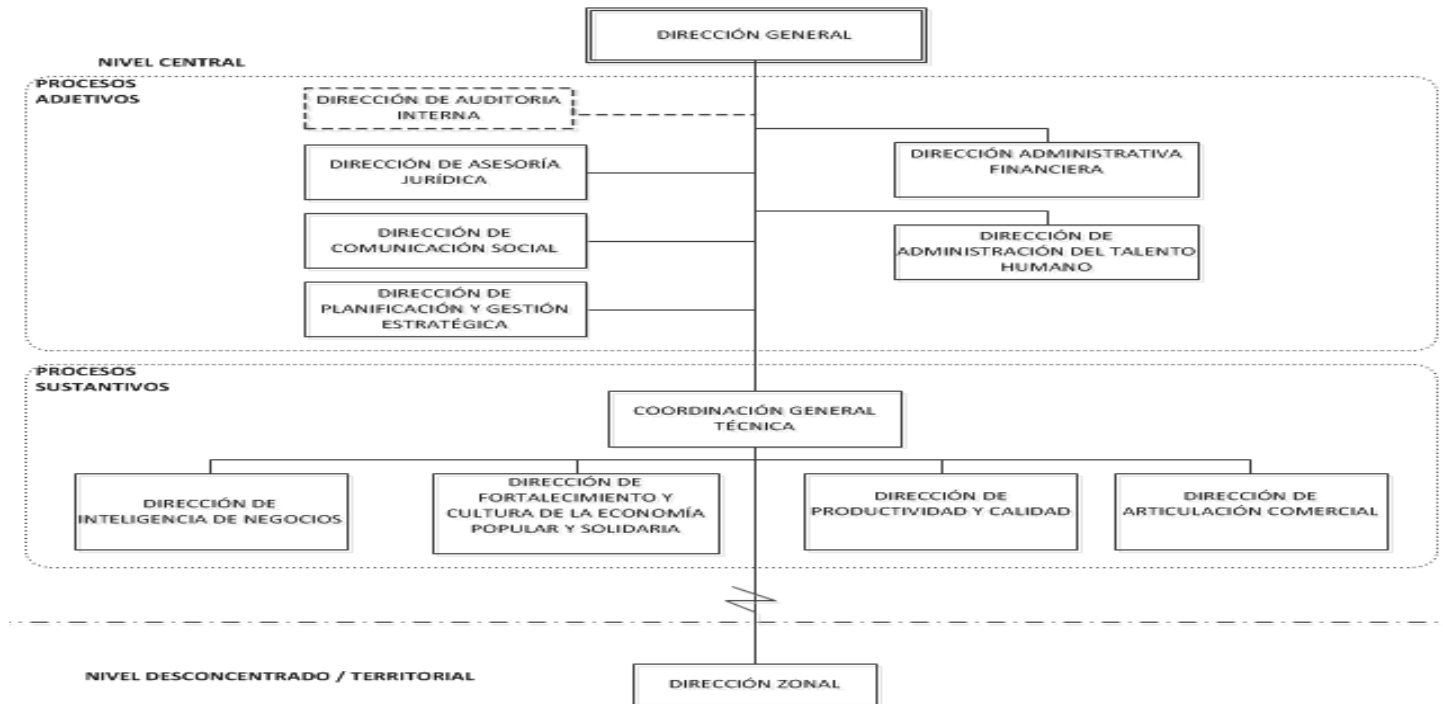 DIRECCIÓN GENERAL
NIVEL CENTRAL
PROCESOS
ADJETIVOS
DIRECCIÓN DE AUDITORIA
INTERNA
DIRECCIÓN ADMINISTRATIVA
FINANCIERA
DIRECCIÓN DE ASESORÍA
JURÍDICA
DIRECCIÓN DE
COMUNICACIÓN SOCIAL
DIRECCIÓN DE
ADMINISTRACIÓN DEL TALENTO
HUMANO
DIRECCIÓN DE
PLANIFICACIÓN Y GESTIÓN
ESTRATÉGICA
PROCESOS
SUSTANTIVOS
COORDINACIÓN GENERAL
TÉCNICA
DIRECCIÓN DE
INTELIGENCIA DE NEGOCIOS
DIRECCIÓN DE
FORTALECIMIENTO Y
CULTURA DE LA ECONOMÍA
POPULAR Y SOLIDARIA
DIRECCIÓN DE
PRODUCTIVIDAD Y CALIDAD
DIRECCIÓN DE
ARTICULACIÓN COMERCIAL
NIVEL DESCONCENTRADO / TERRITORIAL
DIRECCIÓN ZONAL